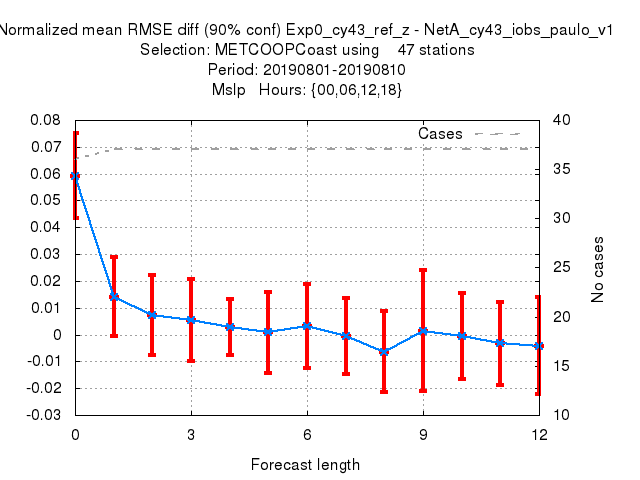 Normalized mean RMSE diff (90% conf) Exp0_cy43_ref_z - NetA_cy43_iobs_paulo_v1
Selection: METCOOPCoast using 47 stations
Period: 20190801-20190810
Mslp Hours: {00,06,12,18}
Cases
0.08
0.07
0.06
0.05
0.04
0.03
0.02
0.01
0
-0.01
-0.02
-0.03
40
35
30
25
20
15
10
No cases
0 3 6 9 12
Forecast length